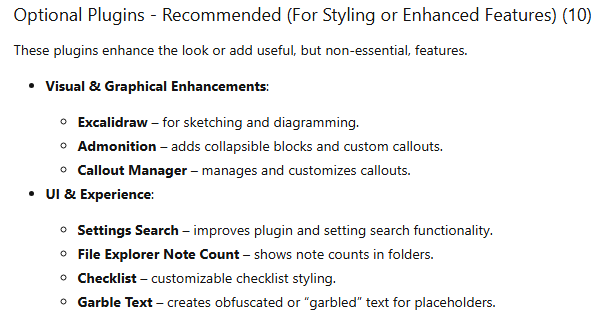 Optional Plugins - Recommended (For Styling or Enhanced Features) (10)
These plugins enhance the look or add useful, but non-essential, features.
• Visual & Graphical Enhancements:
◦ Excalidraw – for sketching and diagramming.
◦ Admonition – adds collapsible blocks and custom callouts.
◦ Callout Manager – manages and customizes callouts.
• UI & Experience:
◦ Settings Search – improves plugin and setting search functionality.
◦ File Explorer Note Count – shows note counts in folders.
◦ Checklist – customizable checklist styling.
◦ Garble Text – creates obfuscated or “garbled” text for placeholders.